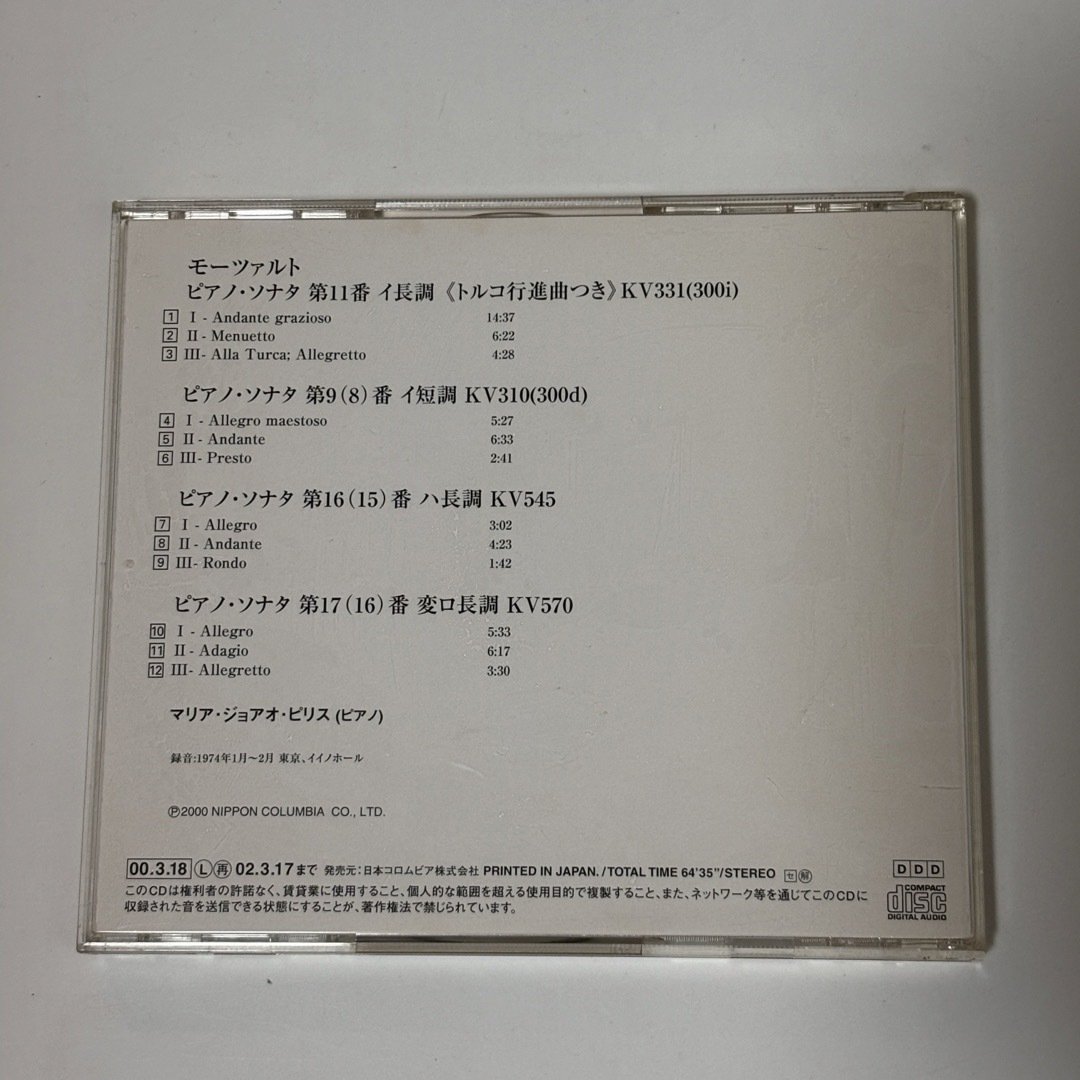 モーツァルト
ピアノ・ソナタ 第11番 イ長調 《トルコ行進曲つき》KV331(300i)
1 I - Andante grazioso 14:37
2 II - Menuetto 6:22
3 III- Alla Turca; Allegretto 4:28
ピアノ・ソナタ 第9(8)番 イ短調 KV310(300d)
4 I - Allegro maestoso 5:27
5 II - Andante 6:33
6 III- Presto 2:41
ピアノ・ソナタ 第16(15)番 ハ長調 KV545
7 I - Allegro 3:02
8 II - Andante 4:23
9 III- Rondo 1:42
ピアノ・ソナタ 第17(16)番 変ロ長調 KV570
10 I - Allegro 5:33
11 II - Adagio 6:17
12 III- Allegretto 3:30
マリア・ジョアオ・ピリス (ピアノ)
録音:1974年1月〜2月 東京、イイノホール
℗2000 NIPPON COLUMBIA CO., LTD.
00.3.18 Ⓛ ㊢ 02.3.17まで 発売元:日本コロムビア株式会社 PRINTED IN JAPAN. /TOTAL TIME 64'35"/STEREO セ 解 DDD
このCDは権利者の許諾なく、賃貸業に使用すること、個人的な範囲を超える使用目的で複製すること、また、ネットワーク等を通じてこのCDに
収録された音を送信できる状態にすることが、著作権法で禁じられています。
COMPACT
disc
DIGITAL AUDIO